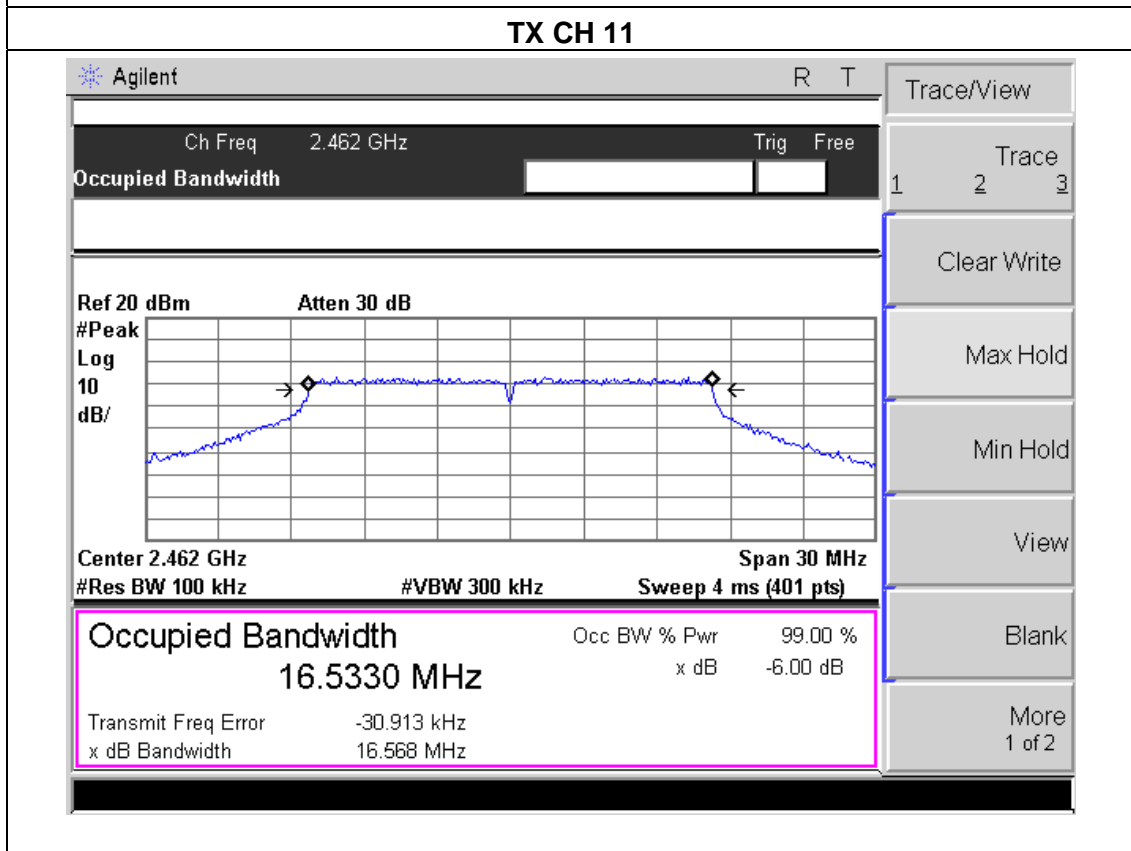 TX CH 11
Agilent R T
Ch Freq 2.462 GHz Trig Free
Occupied Bandwidth
Ref 20 dBm Atten 30 dB
#Peak
Log
10
dB/
Center 2.462 GHz Span 30 MHz
#Res BW 100 kHz #VBW 300 kHz Sweep 4 ms (401 pts)
Occupied Bandwidth Occ BW % Pwr 99.00 %
16.5330 MHz x dB -6.00 dB
Transmit Freq Error -30.913 kHz
x dB Bandwidth 16.568 MHz
Trace/View
Trace
1 2 3
Clear Write
Max Hold
Min Hold
View
Blank
More
1 of 2